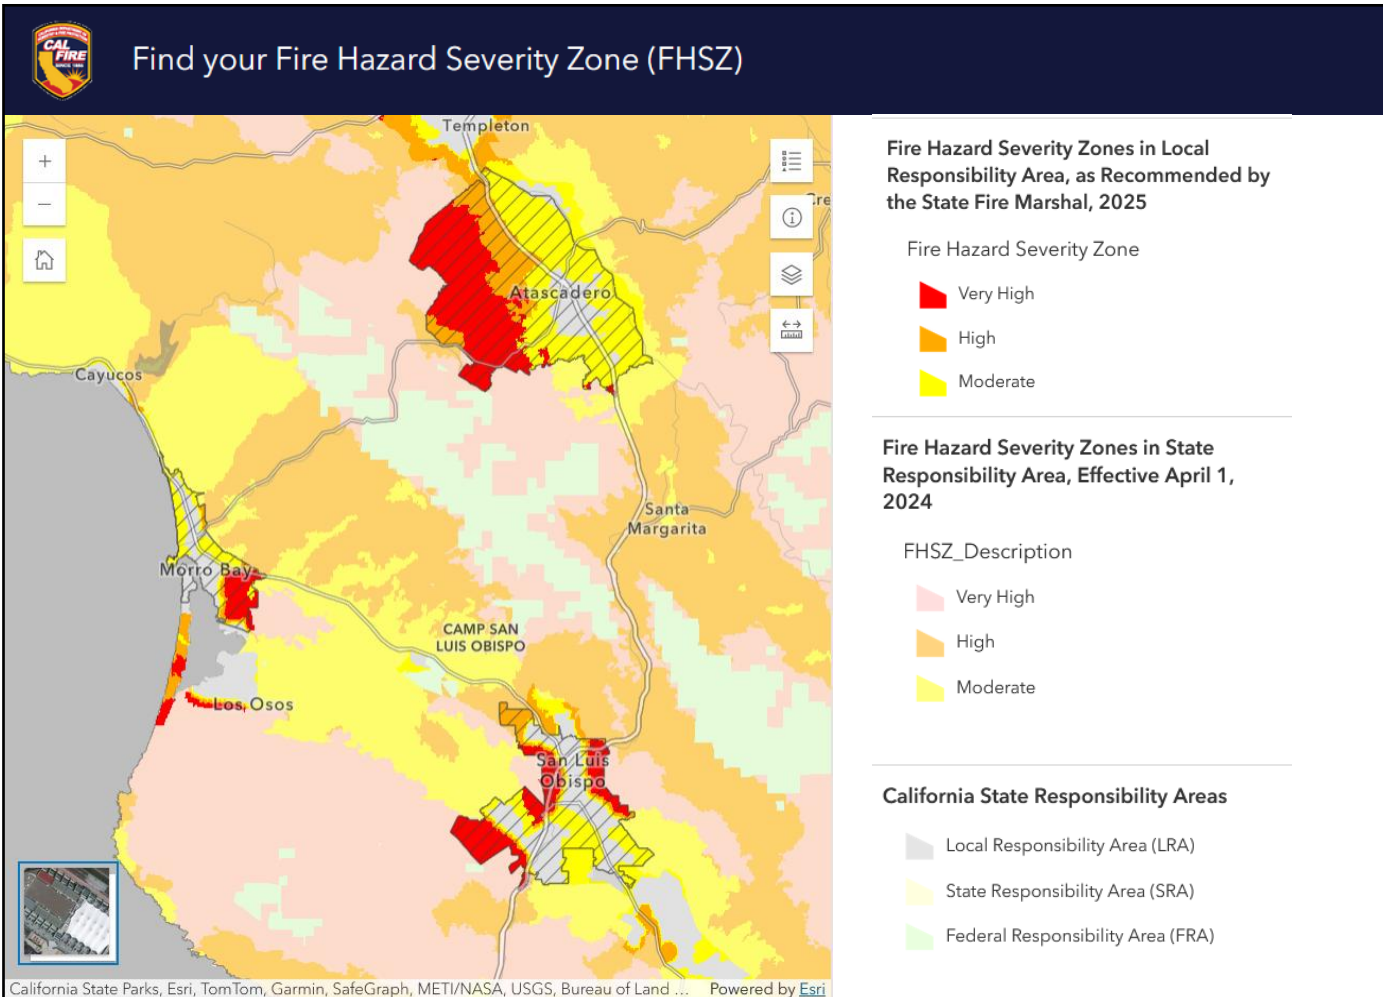 CAL
FIRE
SINCE 1885
Find your Fire Hazard Severity Zone (FHSZ)
Templeton
Cre
Atascadero
Cayucos
Santa
Margarita
Morro Bay
CAMP SAN
LUIS OBISPO
Los Osos
San Luis
Obispo
California State Parks, Esri, TomTom, Garmin, SafeGraph, METI/NASA, USGS, Bureau of Land ...
Powered by Esri
Fire Hazard Severity Zones in Local
Responsibility Area, as Recommended by
the State Fire Marshal, 2025
Fire Hazard Severity Zone
Very High
High
Moderate
Fire Hazard Severity Zones in State
Responsibility Area, Effective April 1,
2024
FHSZ_Description
Very High
High
Moderate
California State Responsibility Areas
Local Responsibility Area (LRA)
State Responsibility Area (SRA)
Federal Responsibility Area (FRA)